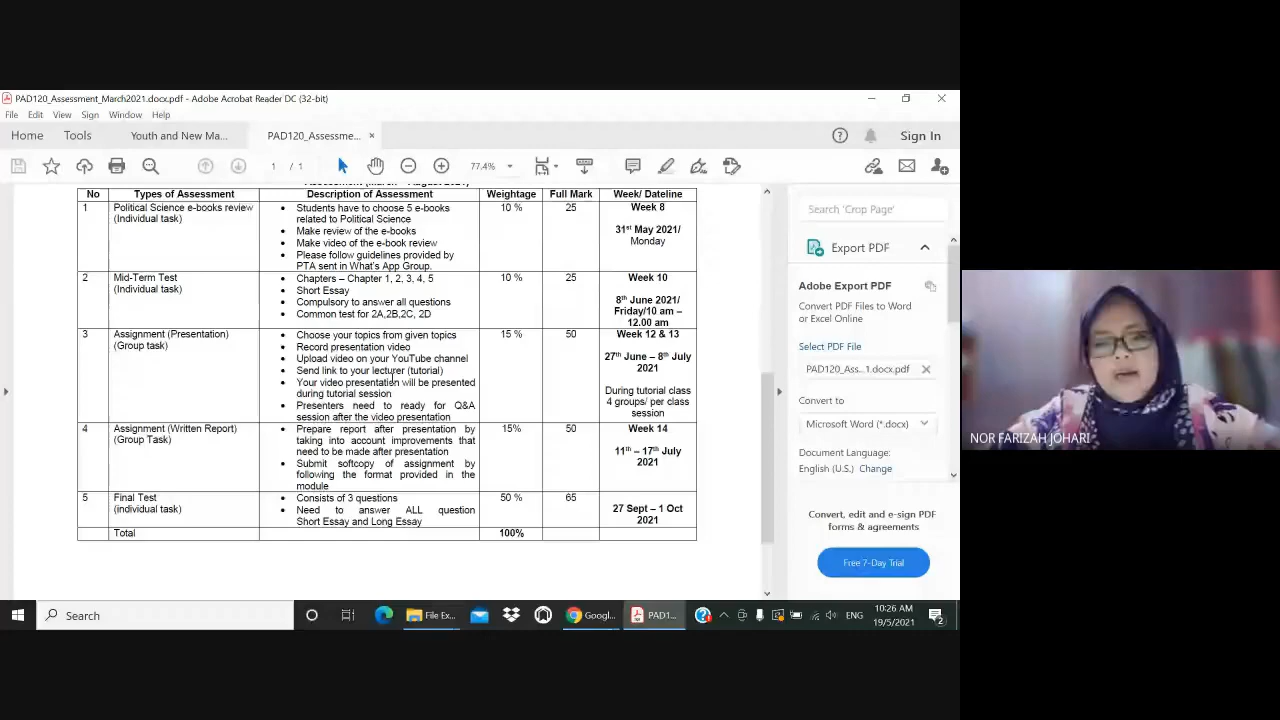 PAD120_Assessment_March2021.docx.pdf - Adobe Acrobat Reader DC (32-bit)
File Edit View Sign Window Help
Home Tools Youth and New Ma... PAD120_Assessme... × Sign In
1 / 1 77.4%
No Types of Assessment Description of Assessment Weightage Full Mark Week/ Dateline
1 Political Science e-books review
(Individual task)
• Students have to choose 5 e-books
related to Political Science
• Make review of the e-books
• Make video of the e-book review
• Please follow guidelines provided by
PTA sent in What's App Group.
10 % 25 Week 8
31st May 2021/
Monday
2 Mid-Term Test
(Individual task)
• Chapters – Chapter 1, 2, 3, 4, 5
• Short Essay
• Compulsory to answer all questions
• Common test for 2A,2B,2C, 2D
10 % 25 Week 10
8th June 2021/
Friday/10 am –
12.00 am
3 Assignment (Presentation)
(Group task)
• Choose your topics from given topics
• Record presentation video
• Upload video on your YouTube channel
• Send link to your lecturer (tutorial)
• Your video presentation will be presented
during tutorial session
• Presenters need to ready for Q&A
session after the video presentation
15 % 50 Week 12 & 13
27th June – 8th July
2021
During tutorial class
4 groups/ per class
session
4 Assignment (Written Report)
(Group Task)
• Prepare report after presentation by
taking into account improvements that
need to be made after presentation
• Submit softcopy of assignment by
following the format provided in the
module
15% 50 Week 14
11th – 17th July
2021
5 Final Test
(individual task)
• Consists of 3 questions
• Need to answer ALL question
Short Essay and Long Essay
50 % 65
27 Sept – 1 Oct
2021
Total 100%
Search 'Crop Page'
Export PDF
Adobe Export PDF
Convert PDF Files to Word
or Excel Online
Select PDF File
PAD120_Ass...1.docx.pdf
Convert to
Microsoft Word (*.docx)
Document Language:
English (U.S.) Change
Convert, edit and e-sign PDF
forms & agreements
Free 7-Day Trial
NOR FARIZAH JOHARI
Search
File Ex...
Googl...
PAD1...
ENG
10:26 AM
19/5/2021
2